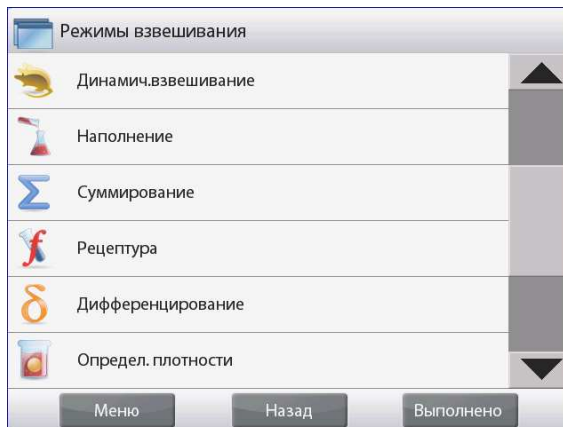 Режимы взвешивания
Динамич.взвешивание
Наполнение
Суммирование
Рецептура
Дифференцирование
Определ. плотности
Меню Назад Выполнено